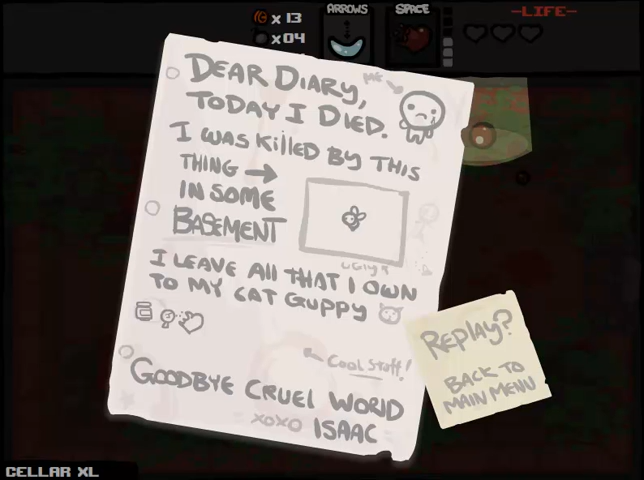 x 13
x 04
ARROWS
SPACE
-LIFE-
DEAR DIARY,
TODAY I DIED.
I WAS KILLED BY THIS
THING →
IN SOME
BASEMENT
UGLY
I LEAVE ALL THAT I OWN
TO MY CAT GUPPY
COOL STUFF!
GOODBYE CRUEL WORLD
XOXO ISAAC
REPLAY?
BACK TO
MAIN MENU
CELLAR XL